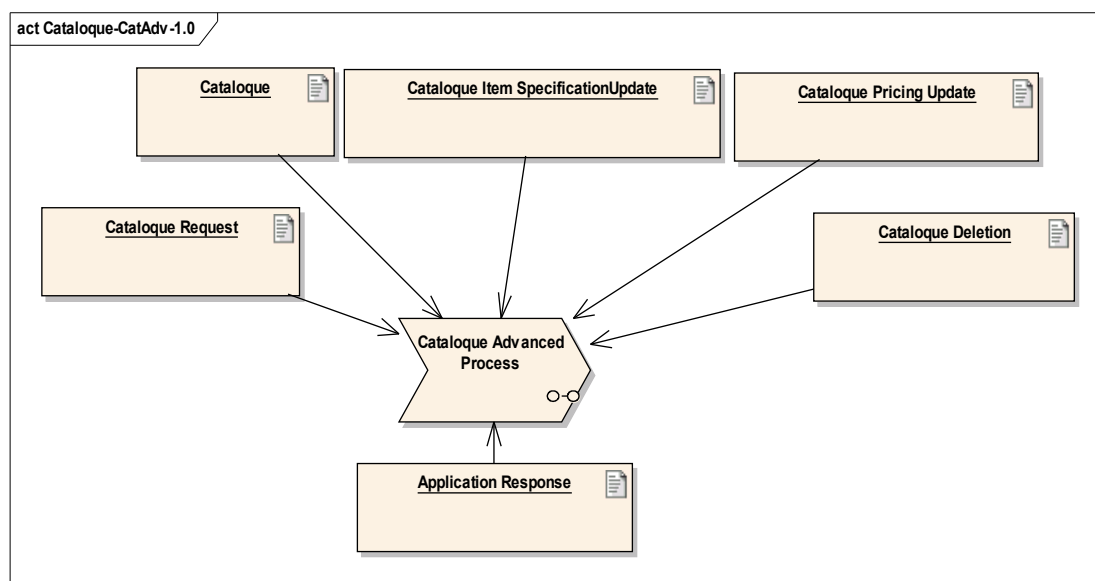 act Cataloque-CatAdv-1.0
Cataloque
Cataloque Item SpecificationUpdate
Cataloque Pricing Update
Cataloque Request
Cataloque Deletion
Cataloque Advanced
Process
Application Response